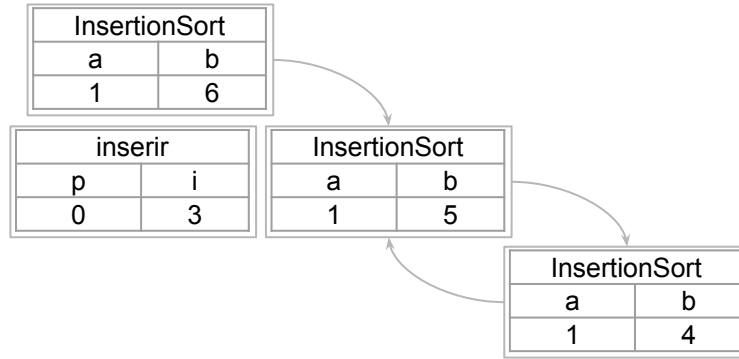 InsertionSort
a b
1 6
inserir
p i
0 3
InsertionSort
a b
1 5
InsertionSort
a b
1 4